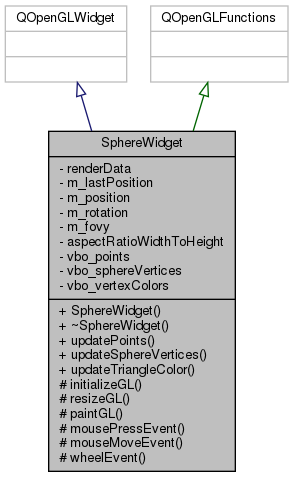 QOpenGLWidget
QOpenGLFunctions
SphereWidget
- renderData
- m_lastPosition
- m_position
- m_rotation
- m_fovy
- aspectRatioWidthToHeight
- vbo_points
- vbo_sphereVertices
- vbo_vertexColors
+ SphereWidget()
+ ~SphereWidget()
+ updatePoints()
+ updateSphereVertices()
+ updateTriangleColor()
# initializeGL()
# resizeGL()
# paintGL()
# mousePressEvent()
# mouseMoveEvent()
# wheelEvent()